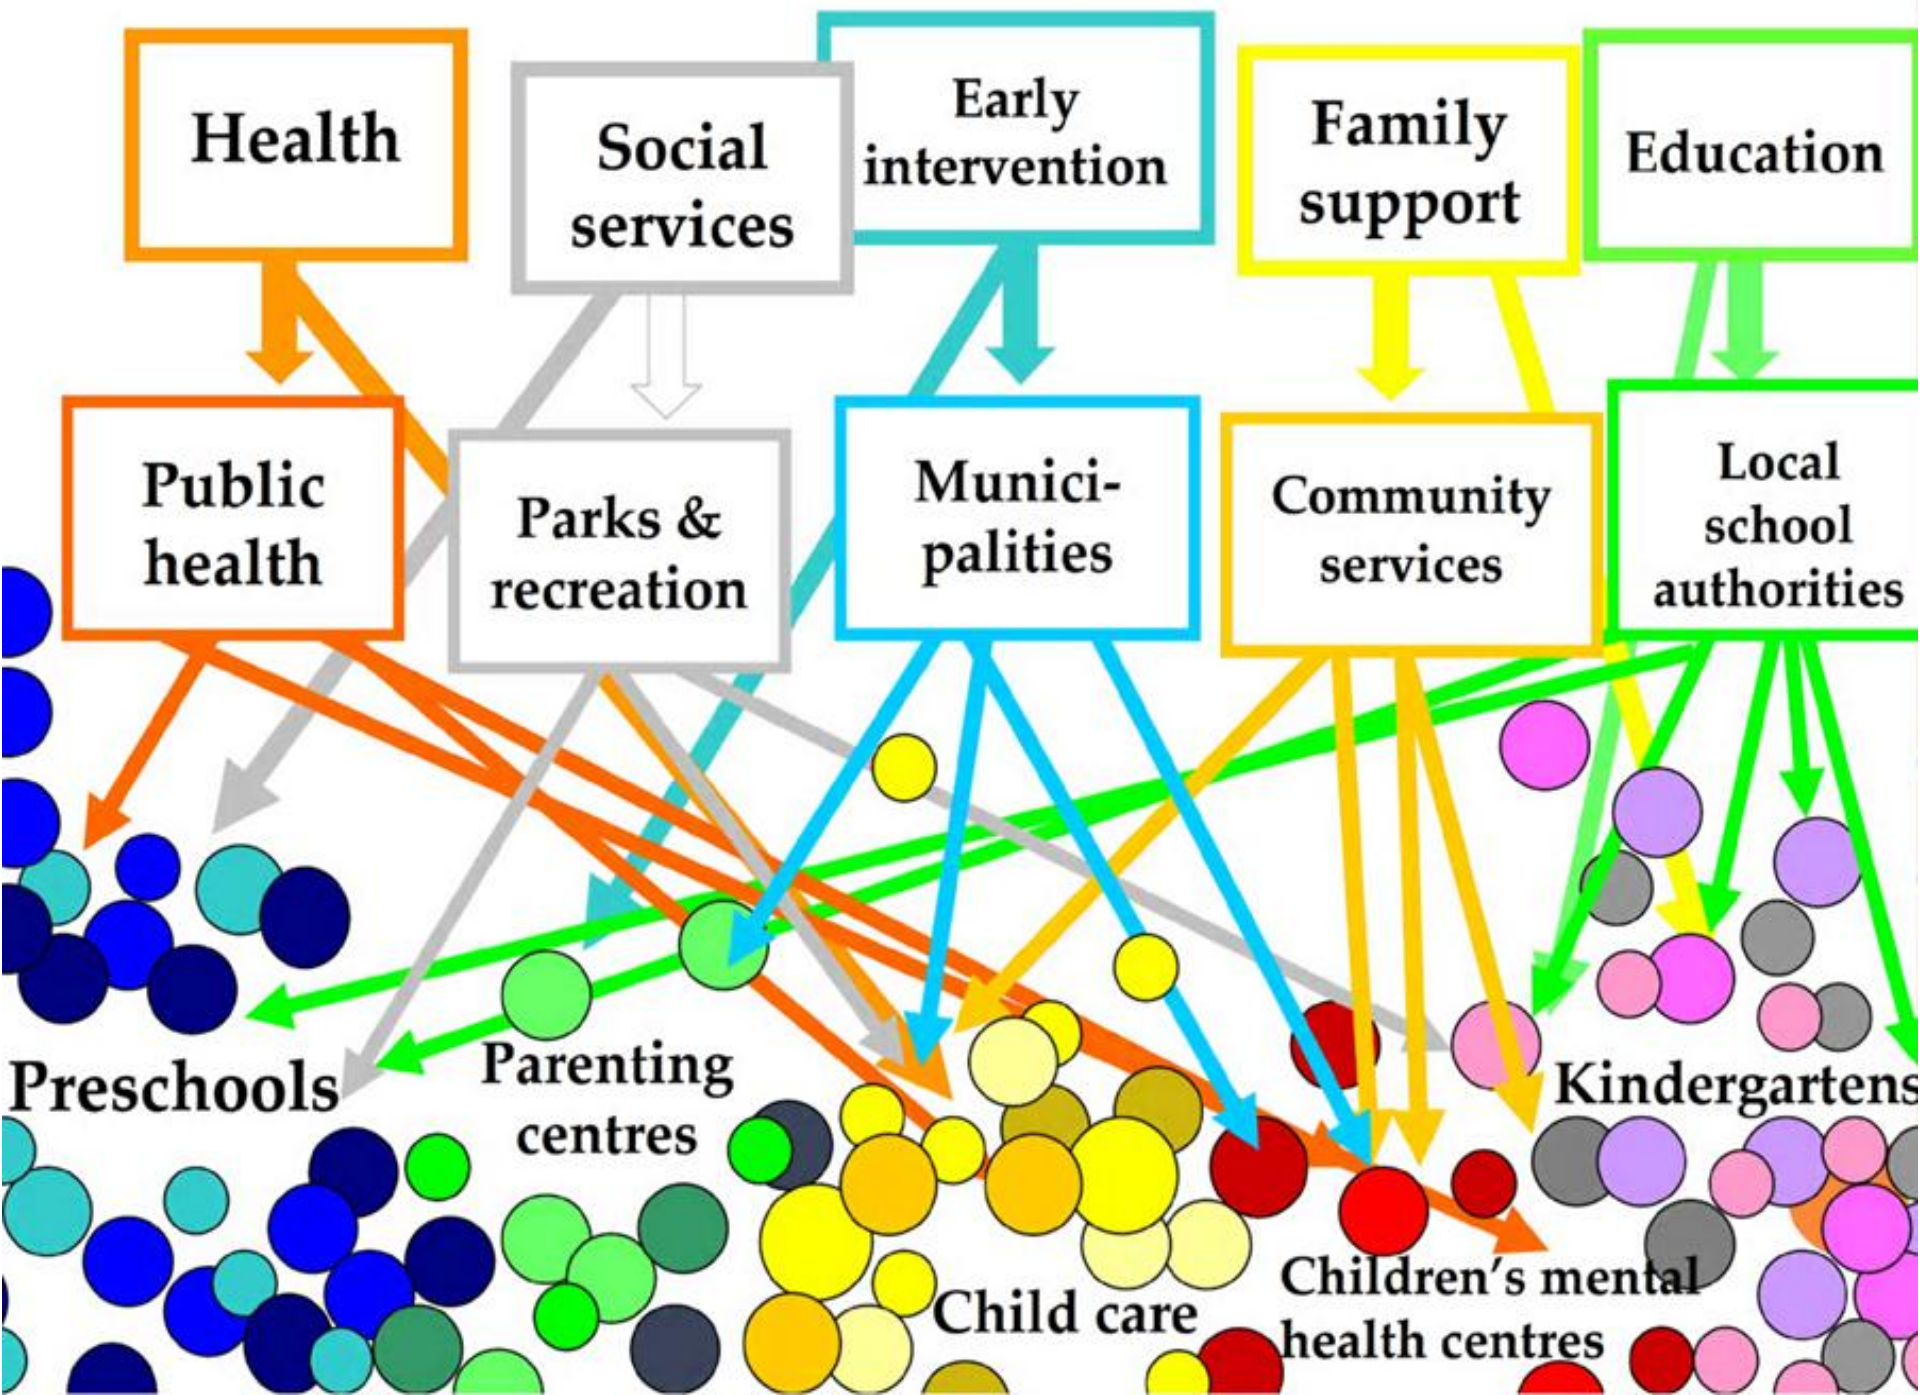 Health
Social
services
Early
intervention
Family
support
Education
Public
health
Parks &
recreation
Munici-
palities
Community
services
Local
school
authorities
Preschools
Parenting
centres
Child care
Children's mental
health centres
Kindergartens